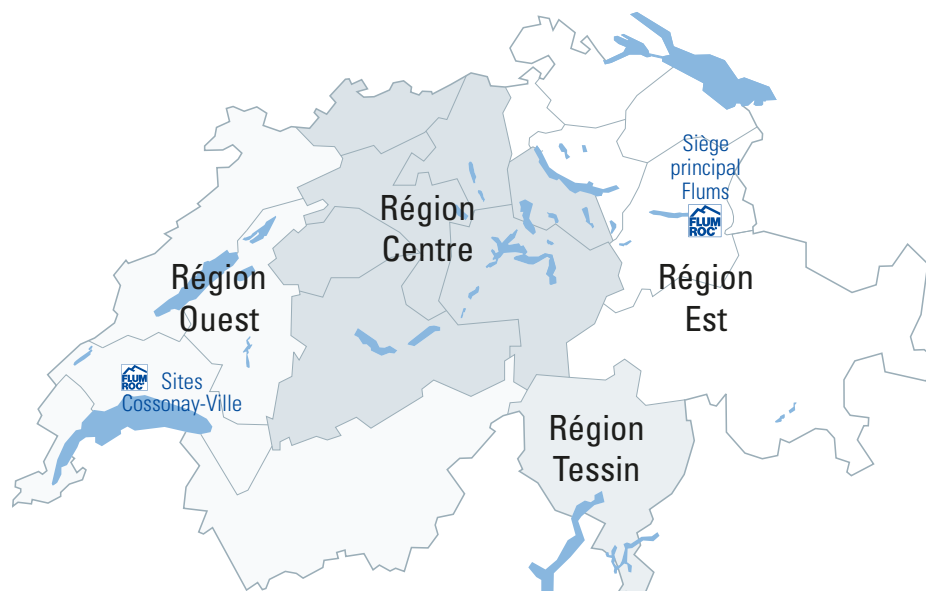 Siège
principal
Flums
FLUM
ROC®
Région
Centre
Région
Ouest
Région
Est
FLUM
ROC®
Sites
Cossonay-Ville
Région
Tessin